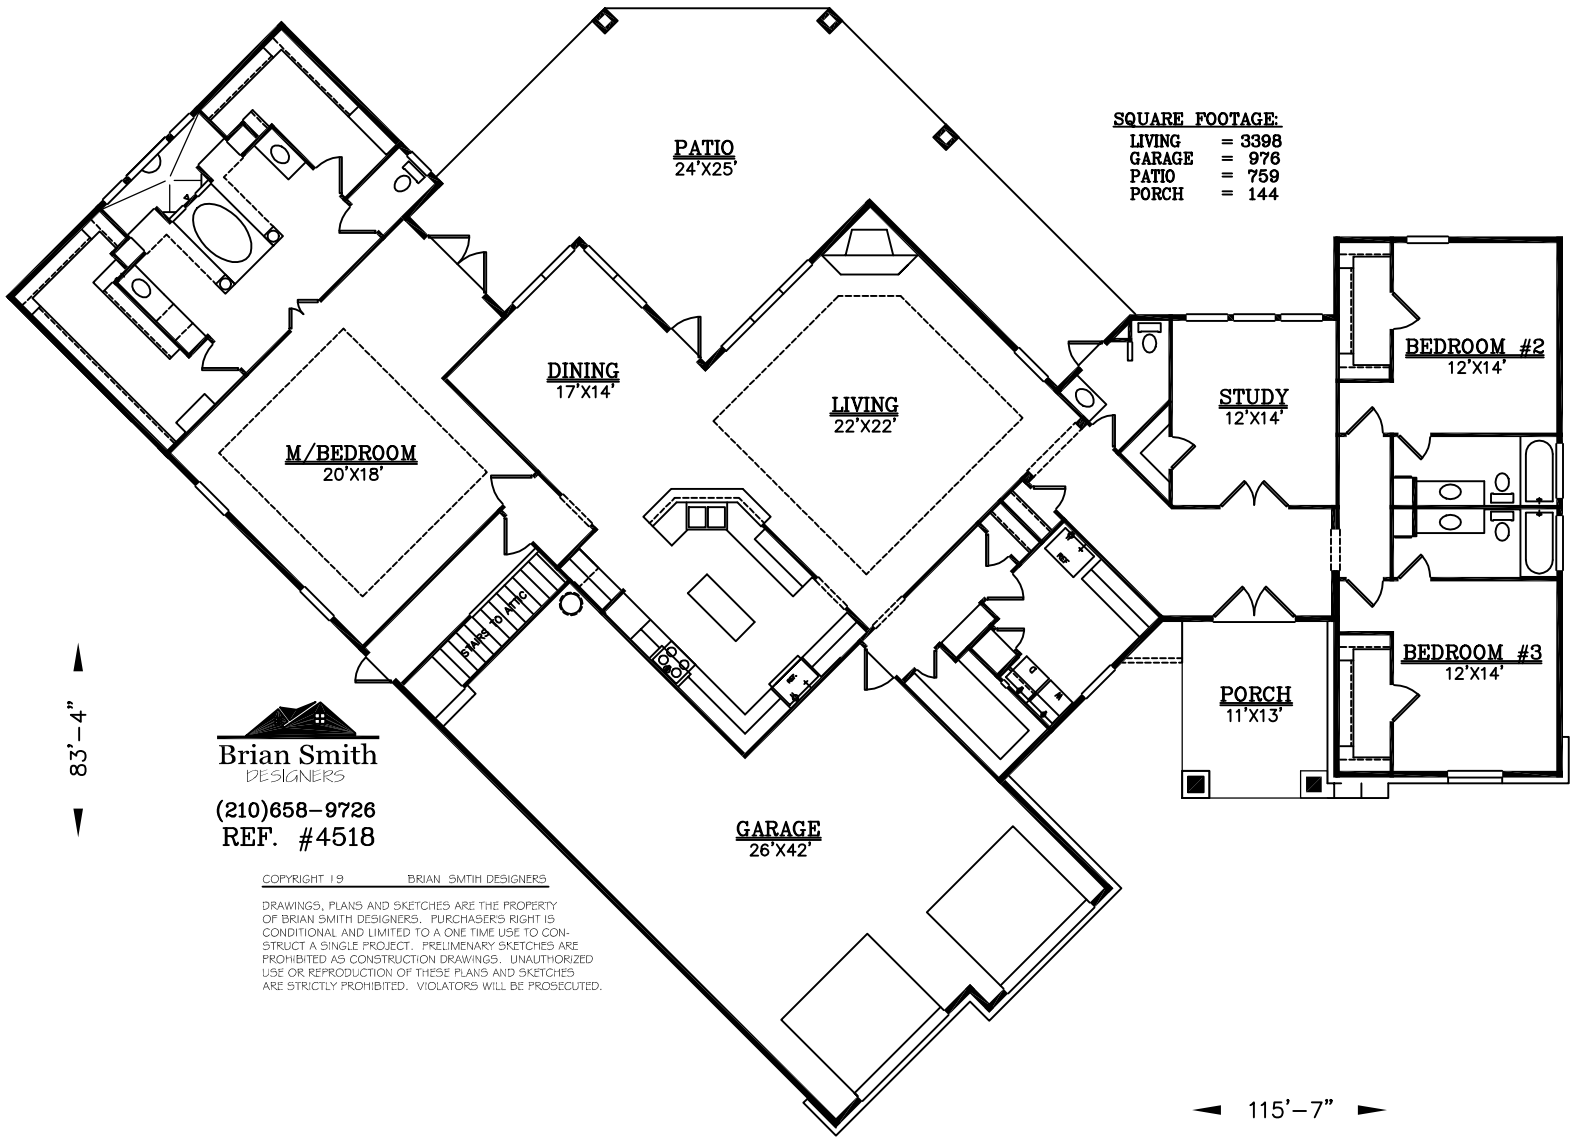 PATIO
24'X25'
SQUARE FOOTAGE:
LIVING = 3398
GARAGE = 976
PATIO = 759
PORCH = 144
BEDROOM #2
12'X14'
DINING
17'X14'
LIVING
22'X22'
STUDY
12'X14'
M/BEDROOM
20'X18'
REF
STAIRS TO ATTIC
REF.
D
W
BEDROOM #3
12'X14'
PORCH
11'X13'
83'-4"
Brian Smith
DESIGNERS
(210)658-9726
REF. #4518
GARAGE
26'X42'
COPYRIGHT 19 BRIAN SMTIH DESIGNERS
DRAWINGS, PLANS AND SKETCHES ARE THE PROPERTY
OF BRIAN SMITH DESIGNERS. PURCHASER'S RIGHT IS
CONDITIONAL AND LIMITED TO A ONE TIME USE TO CON-
STRUCT A SINGLE PROJECT. PRELIMENARY SKETCHES ARE
PROHIBITED AS CONSTRUCTION DRAWINGS. UNAUTHORIZED
USE OR REPRODUCTION OF THESE PLANS AND SKETCHES
ARE STRICTLY PROHIBITED. VIOLATORS WILL BE PROSECUTED.
115'-7"